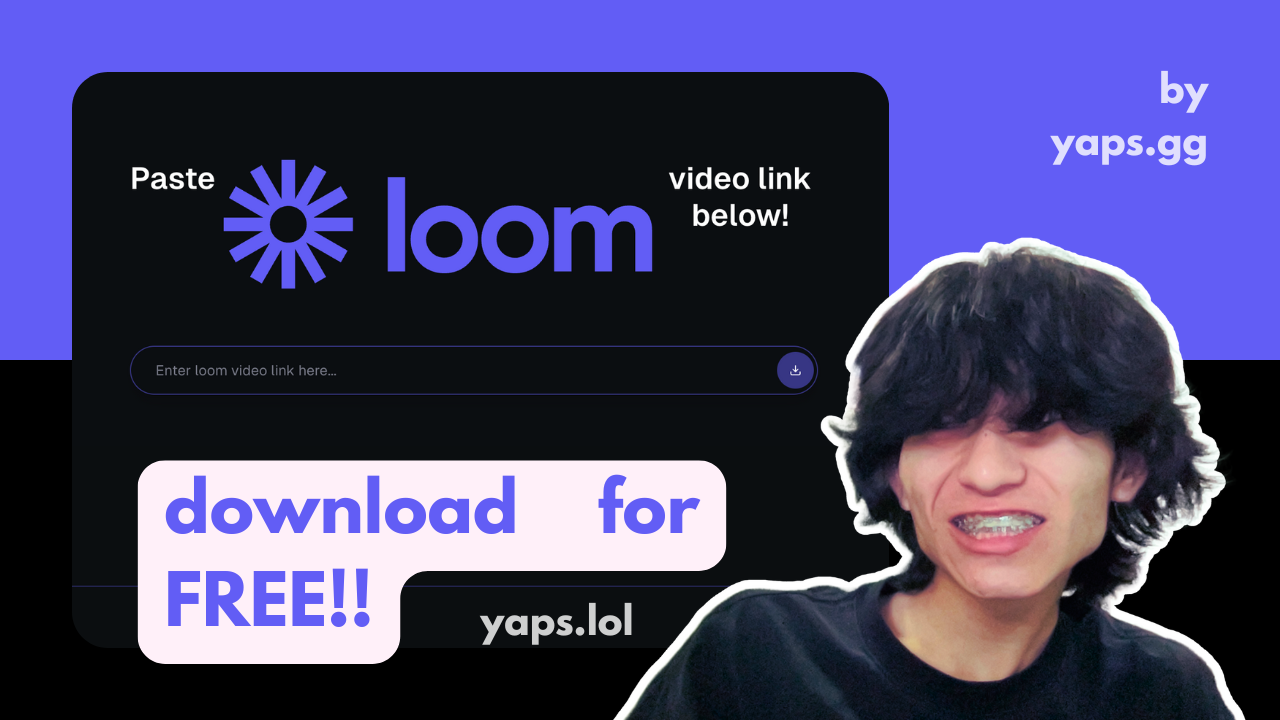 by
yaps.gg
Paste
loom
video link
below!
Enter loom video link here...
download for
FREE!!
yaps.lol